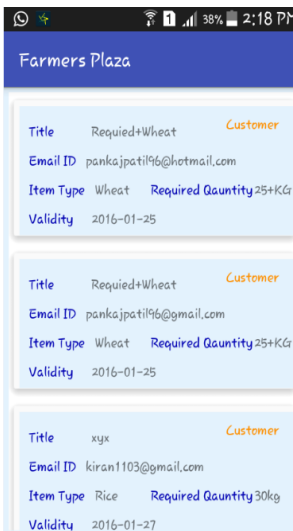 1 38% 2:18 PM
Farmers Plaza
Customer
Title Requied+Wheat
Email ID pankajpatil96@hotmail.com
Item Type Wheat Required Qauntity 25+KG
Validity 2016-01-25
Customer
Title Requied+Wheat
Email ID pankajpatil96@gmail.com
Item Type Wheat Required Qauntity 25+KG
Validity 2016-01-25
Customer
Title xyx
Email ID kiran1103@gmail.com
Item Type Rice Required Qauntity 30kg
Validity 2016-01-27